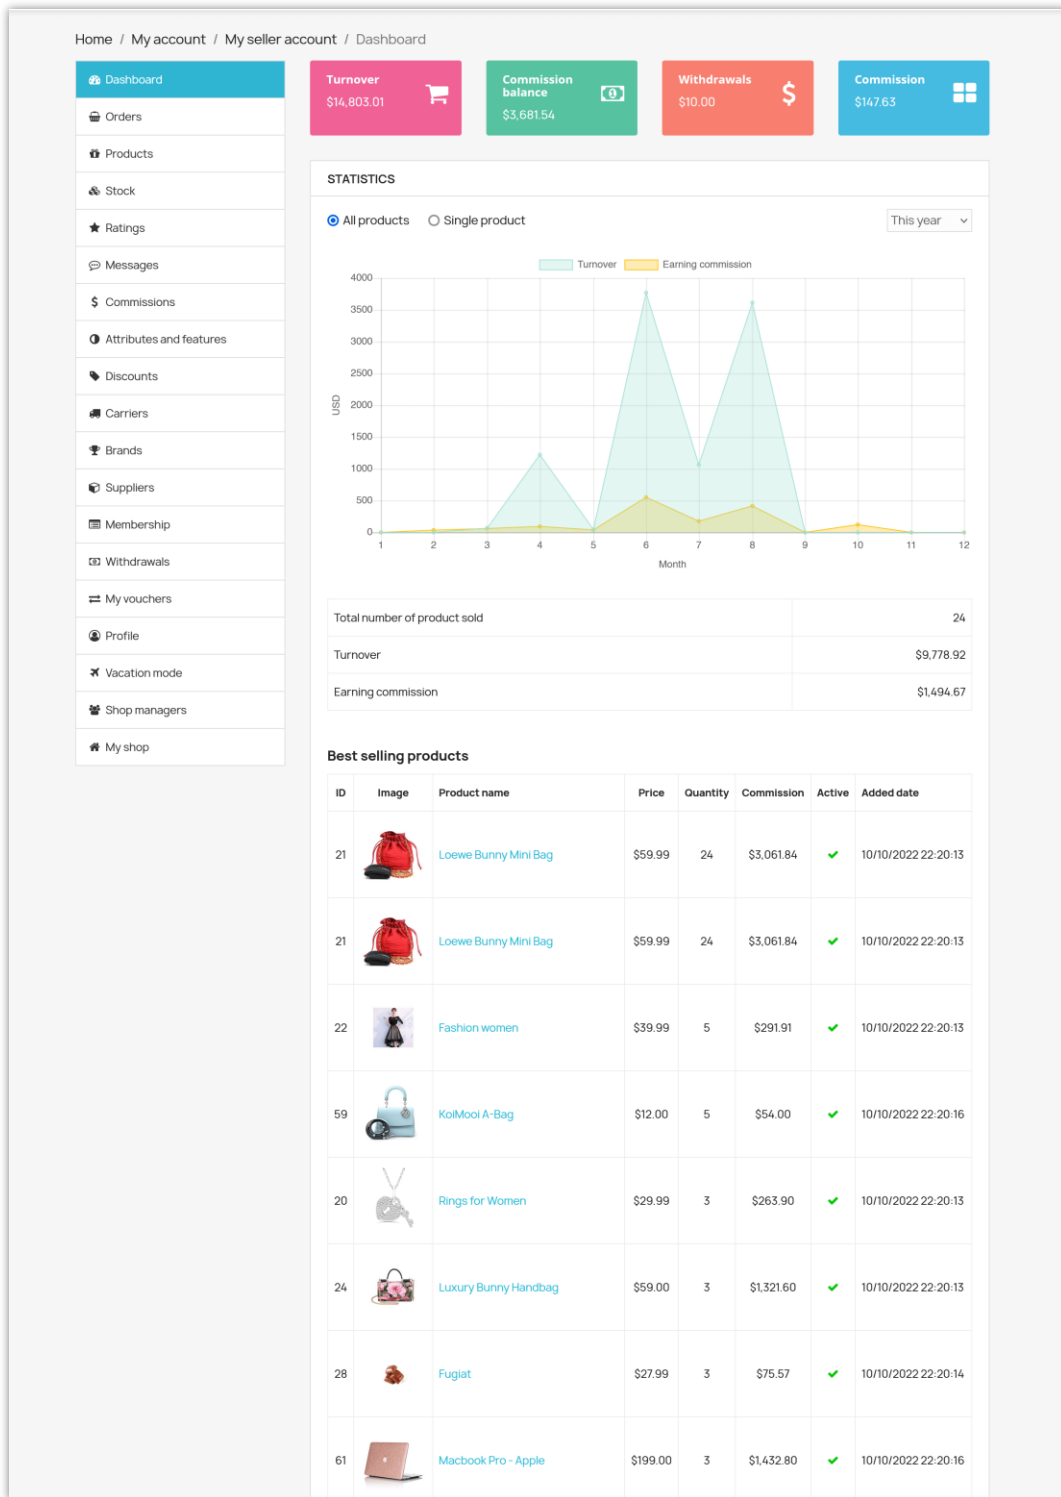 Home / My account / My seller account / Dashboard
Dashboard
Orders
Products
Stock
Ratings
Messages
Commissions
Attributes and features
Discounts
Carriers
Brands
Suppliers
Membership
Withdrawals
My vouchers
Profile
Vacation mode
Shop managers
My shop
Turnover
$14,803.01
Commission
balance
$3,681.54
Withdrawals
$10.00
Commission
$147.63
STATISTICS
All products Single product This year
Turnover Earning commission
4000
3500
3000
2500
2000
1500
1000
500
0
USD
1 2 3 4 5 6 7 8 9 10 11 12
Month
Total number of product sold 24
Turnover $9,778.92
Earning commission $1,494.67
Best selling products
ID Image Product name Price Quantity Commission Active Added date
21 Loewe Bunny Mini Bag $59.99 24 $3,061.84 10/10/2022 22:20:13
21 Loewe Bunny Mini Bag $59.99 24 $3,061.84 10/10/2022 22:20:13
22 Fashion women $39.99 5 $291.91 10/10/2022 22:20:13
59 KoiMooi A-Bag $12.00 5 $54.00 10/10/2022 22:20:16
20 Rings for Women $29.99 3 $263.90 10/10/2022 22:20:13
24 Luxury Bunny Handbag $59.00 3 $1,321.60 10/10/2022 22:20:13
28 Fugiat $27.99 3 $75.57 10/10/2022 22:20:14
61 Macbook Pro - Apple $199.00 3 $1,432.80 10/10/2022 22:20:16